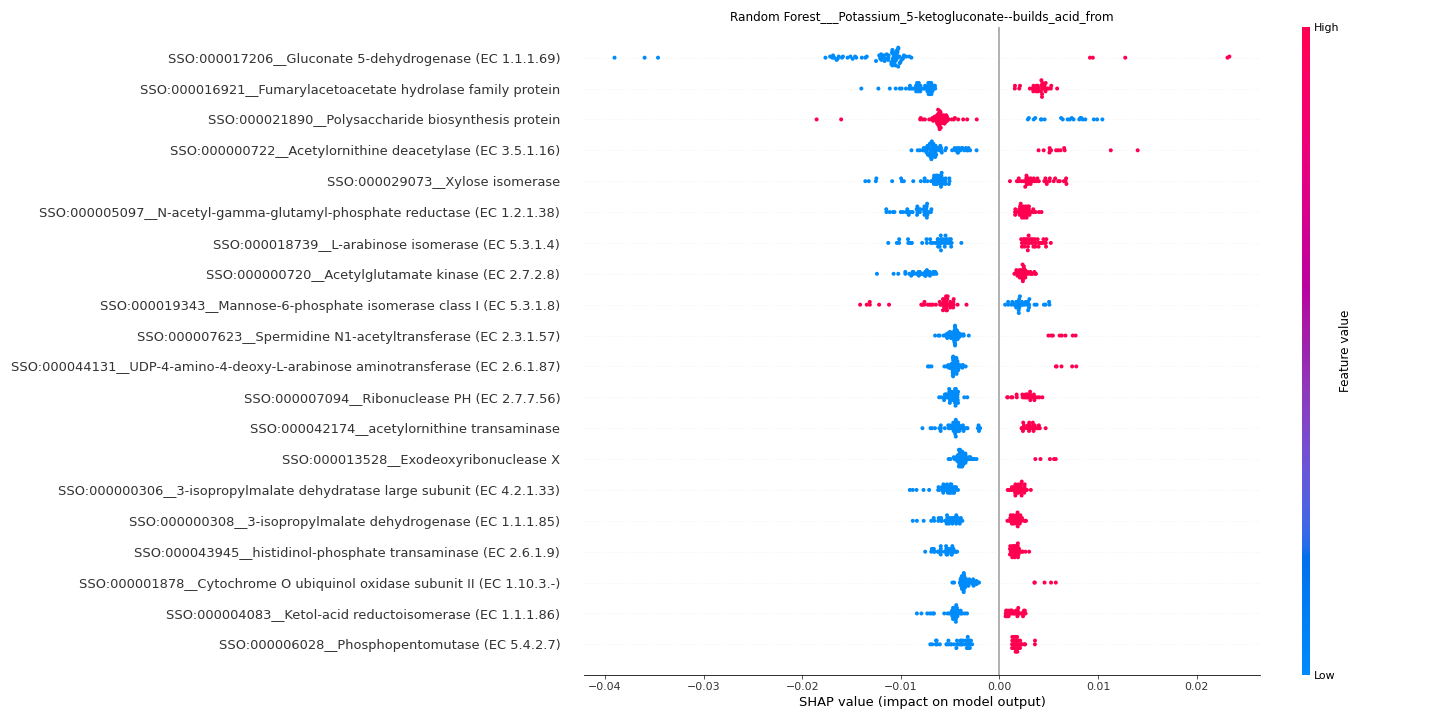 Random Forest___Potassium_5-ketogluconate--builds_acid_from
High
SSO:000017206__Gluconate 5-dehydrogenase (EC 1.1.1.69)
SSO:000016921__Fumarylacetoacetate hydrolase family protein
SSO:000021890__Polysaccharide biosynthesis protein
SSO:000000722__Acetylornithine deacetylase (EC 3.5.1.16)
SSO:000029073__Xylose isomerase
SSO:000005097__N-acetyl-gamma-glutamyl-phosphate reductase (EC 1.2.1.38)
SSO:000018739__L-arabinose isomerase (EC 5.3.1.4)
SSO:000000720__Acetylglutamate kinase (EC 2.7.2.8)
SSO:000019343__Mannose-6-phosphate isomerase class I (EC 5.3.1.8)
SSO:000007623__Spermidine N1-acetyltransferase (EC 2.3.1.57)
SSO:000044131__UDP-4-amino-4-deoxy-L-arabinose aminotransferase (EC 2.6.1.87)
SSO:000007094__Ribonuclease PH (EC 2.7.7.56)
SSO:000042174__acetylornithine transaminase
SSO:000013528__Exodeoxyribonuclease X
SSO:000000306__3-isopropylmalate dehydratase large subunit (EC 4.2.1.33)
SSO:000000308__3-isopropylmalate dehydrogenase (EC 1.1.1.85)
SSO:000043945__histidinol-phosphate transaminase (EC 2.6.1.9)
SSO:000001878__Cytochrome O ubiquinol oxidase subunit II (EC 1.10.3.-)
SSO:000004083__Ketol-acid reductoisomerase (EC 1.1.1.86)
SSO:000006028__Phosphopentomutase (EC 5.4.2.7)
Feature value
Low
−0.04 −0.03 −0.02 −0.01 0.00 0.01 0.02
SHAP value (impact on model output)